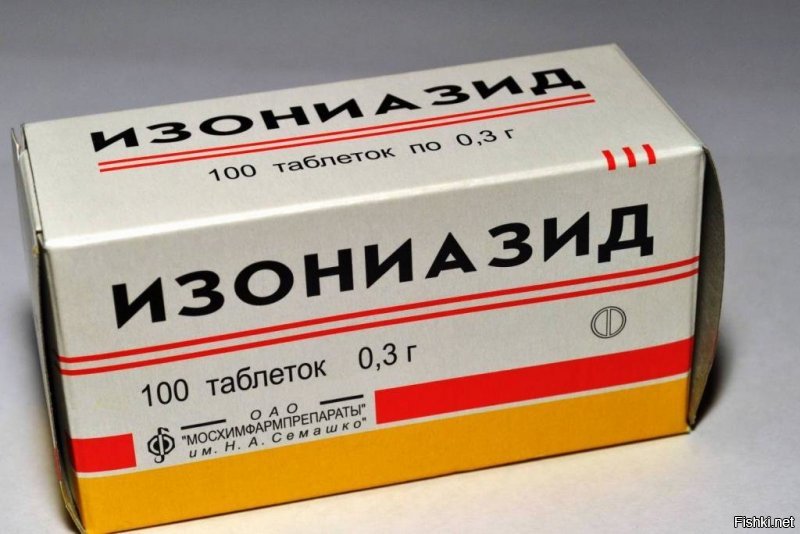 ИЗОНИАЗИД
100 таблеток по 0,3 г
ИЗОНИАЗИД
100 таблеток 0,3 г
ОАО
"МОСХИМФАРМПРЕПАРАТЫ"
им. Н. А. Семашко
Fishki.net